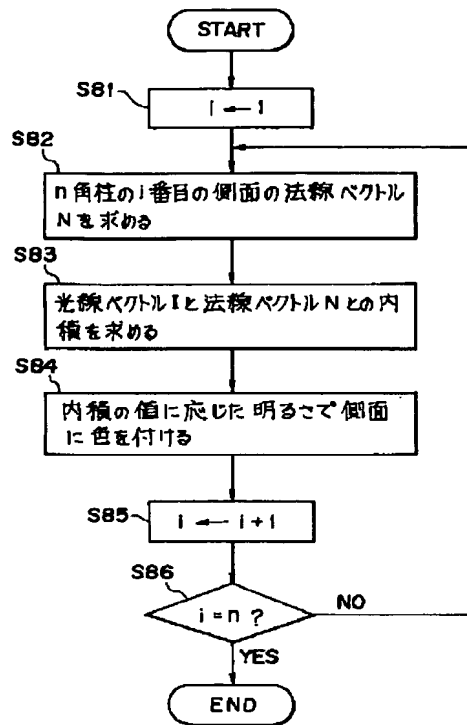 START
S81
i ← 1
S82
n角柱のi番目の側面の法線ベクトル
Nを求める
S83
光線ベクトルIと法線ベクトルNとの内
積を求める
S84
内積の値に応じた明るさで側面
に色を付ける
S85
i ← i+1
S86
i=n?
NO
YES
END